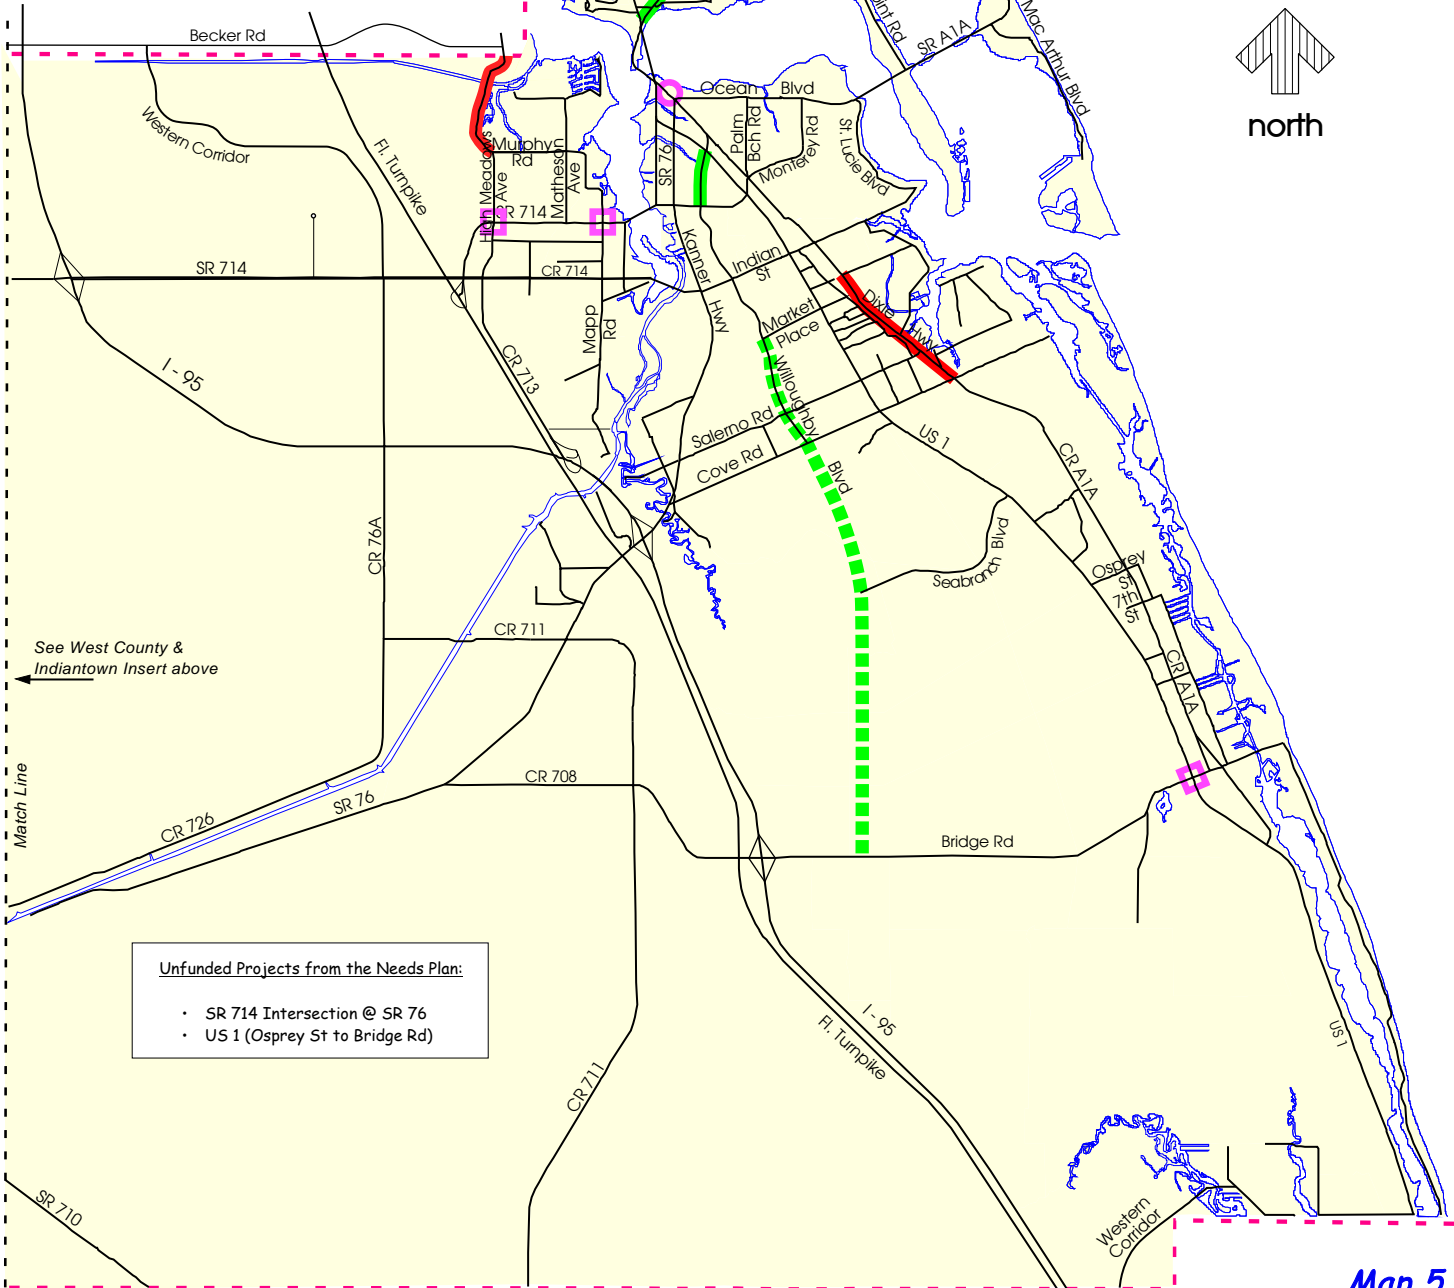 Becker Rd
SR A1A
Mac Arthur Blvd
north
Ocean Blvd
Western Corridor
Fl. Turnpike
High Meadows
Ave
Murphy
Rd
Matheson
Ave
SR 76
Palm
Bch Rd
Monterey Rd
St. Lucie Blvd
SR 714
SR 714
CR 714
Kanner
Hwy
Indian
St
Mapp
Rd
Market
Place
Dixie Hwy
I - 95
CR 713
Willoughby
Blvd
Salerno Rd
Cove Rd
US 1
CR A1A
CR 76A
Seabranch Blvd
Osprey
St
7th
St
CR 711
CR A1A
See West County &
Indiantown Insert above
Match Line
CR 708
SR 76
CR 726
Bridge Rd
Unfunded Projects from the Needs Plan:
· SR 714 Intersection @ SR 76
· US 1 (Osprey St to Bridge Rd)
I - 95
Fl. Turnpike
US 1
CR 711
SR 710
Western
Corridor
Map 5